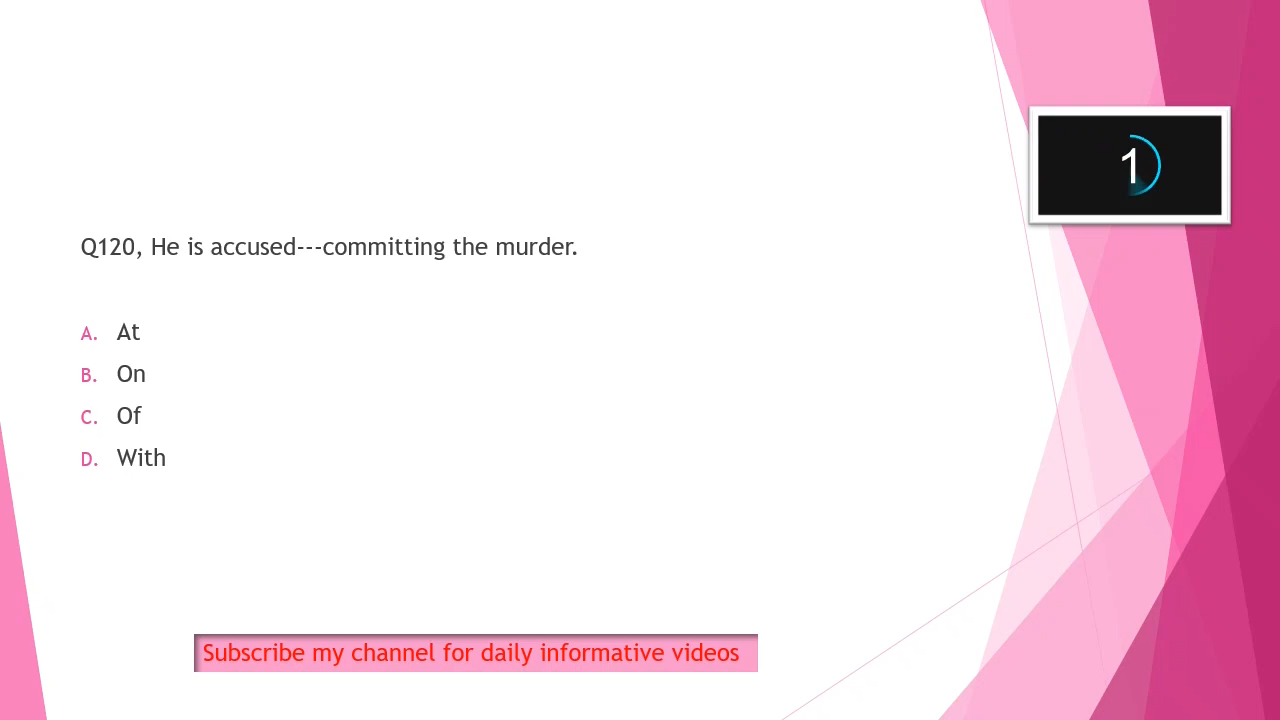 1
Q120, He is accused---committing the murder.
A. At
B. On
C. Of
D. With
Subscribe my channel for daily informative videos